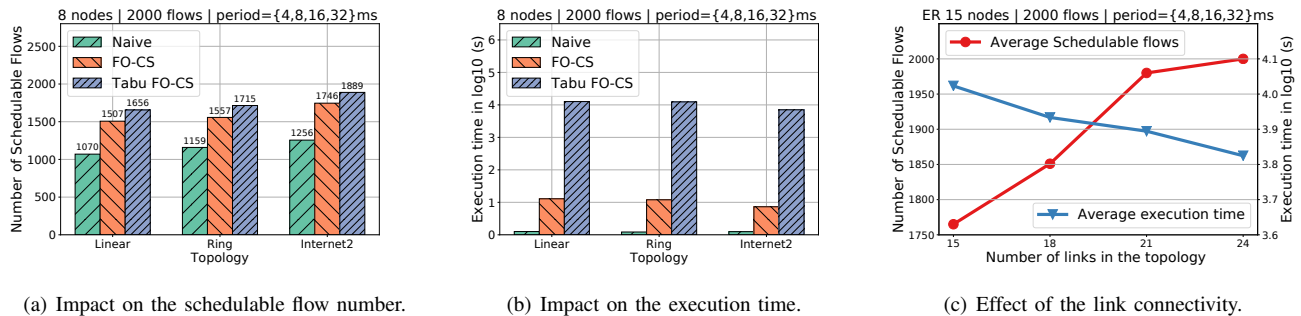 8 nodes | 2000 flows | period={4,8,16,32}ms
Number of Schedulable Flows
2500
2000
1500
1000
500
0
Naive
FO-CS
Tabu FO-CS
1070
1507
1656
1159
1557
1715
1256
1746
1889
Linear
Ring
Internet2
Topology
(a) Impact on the schedulable flow number.
8 nodes | 2000 flows | period={4,8,16,32}ms
Execution time in log10 (s)
6
5
4
3
2
1
0
Naive
FO-CS
Tabu FO-CS
Linear
Ring
Internet2
Topology
(b) Impact on the execution time.
ER 15 nodes | 2000 flows | period={4,8,16,32}ms
Number of Schedulable Flows
2000
1950
1900
1850
1800
1750
Average Schedulable flows
Average execution time
4.1
4.0
3.9
3.8
3.7
3.6
Execution time in log10 (s)
15
18
21
24
Number of links in the topology
(c) Effect of the link connectivity.